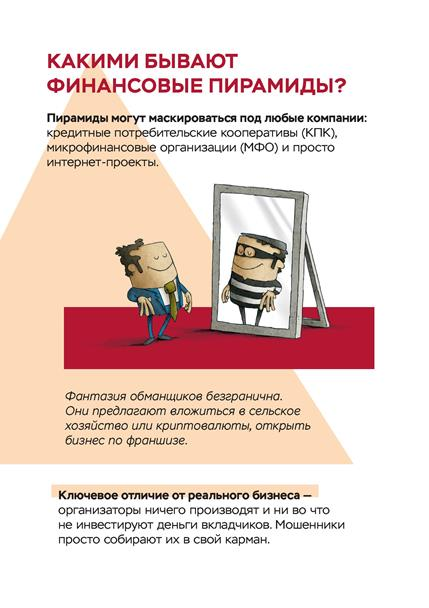 КАКИМИ БЫВАЮТ
ФИНАНСОВЫЕ ПИРАМИДЫ?
Пирамиды могут маскироваться под любые компании:
кредитные потребительские кооперативы (КПК),
микрофинансовые организации (МФО) и просто
интернет-проекты.
Фантазия обманщиков безгранична.
Они предлагают вложиться в сельское
хозяйство или криптовалюты, открыть
бизнес по франшизе.
Ключевое отличие от реального бизнеса —
организаторы ничего производят и ни во что
не инвестируют деньги вкладчиков. Мошенники
просто собирают их в свой карман.